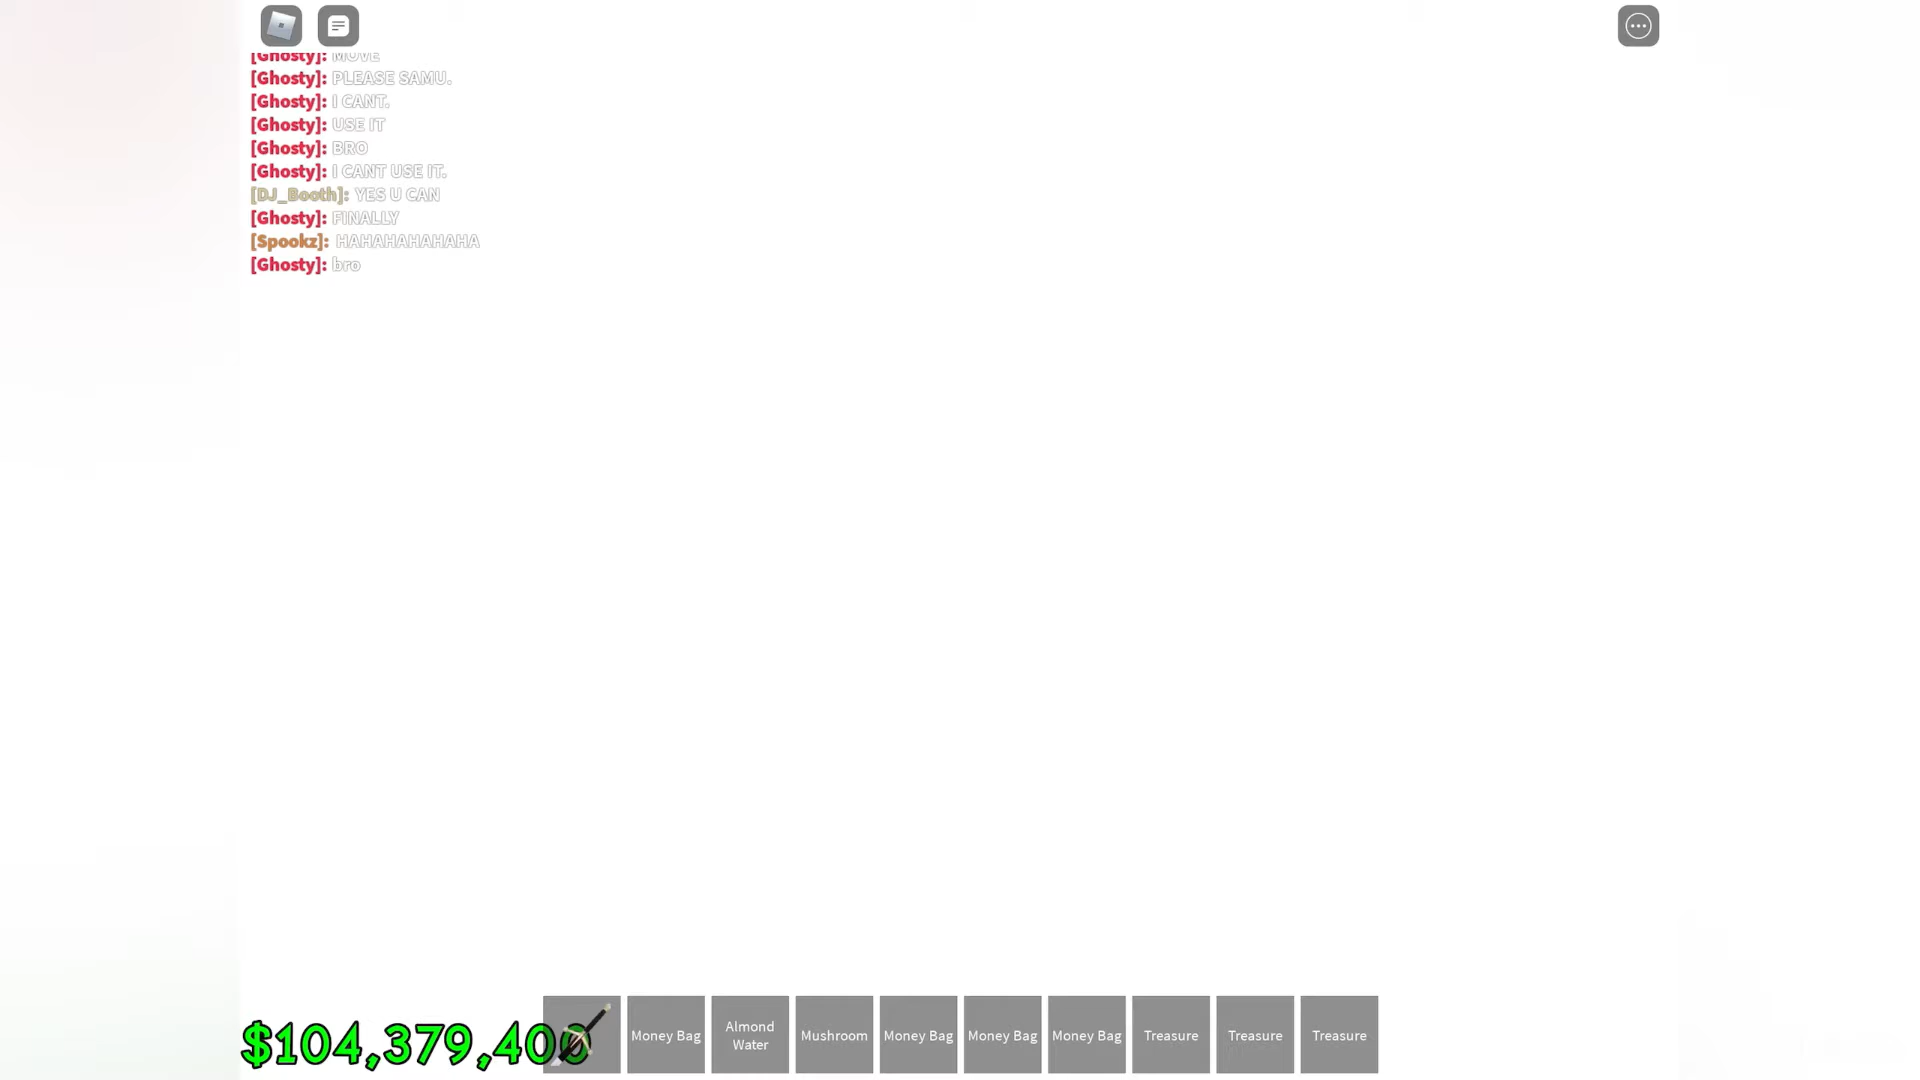 [Ghosty]: MOVE
[Ghosty]: PLEASE SAMU.
[Ghosty]: I CANT.
[Ghosty]: USE IT
[Ghosty]: BRO
[Ghosty]: I CANT USE IT.
[DJ_Booth]: YES U CAN
[Ghosty]: FINALLY
[Spookz]: HAHAHAHAHAHA
[Ghosty]: bro
$104,379,400
Money Bag
Almond
Water
Mushroom
Money Bag
Money Bag
Money Bag
Treasure
Treasure
Treasure